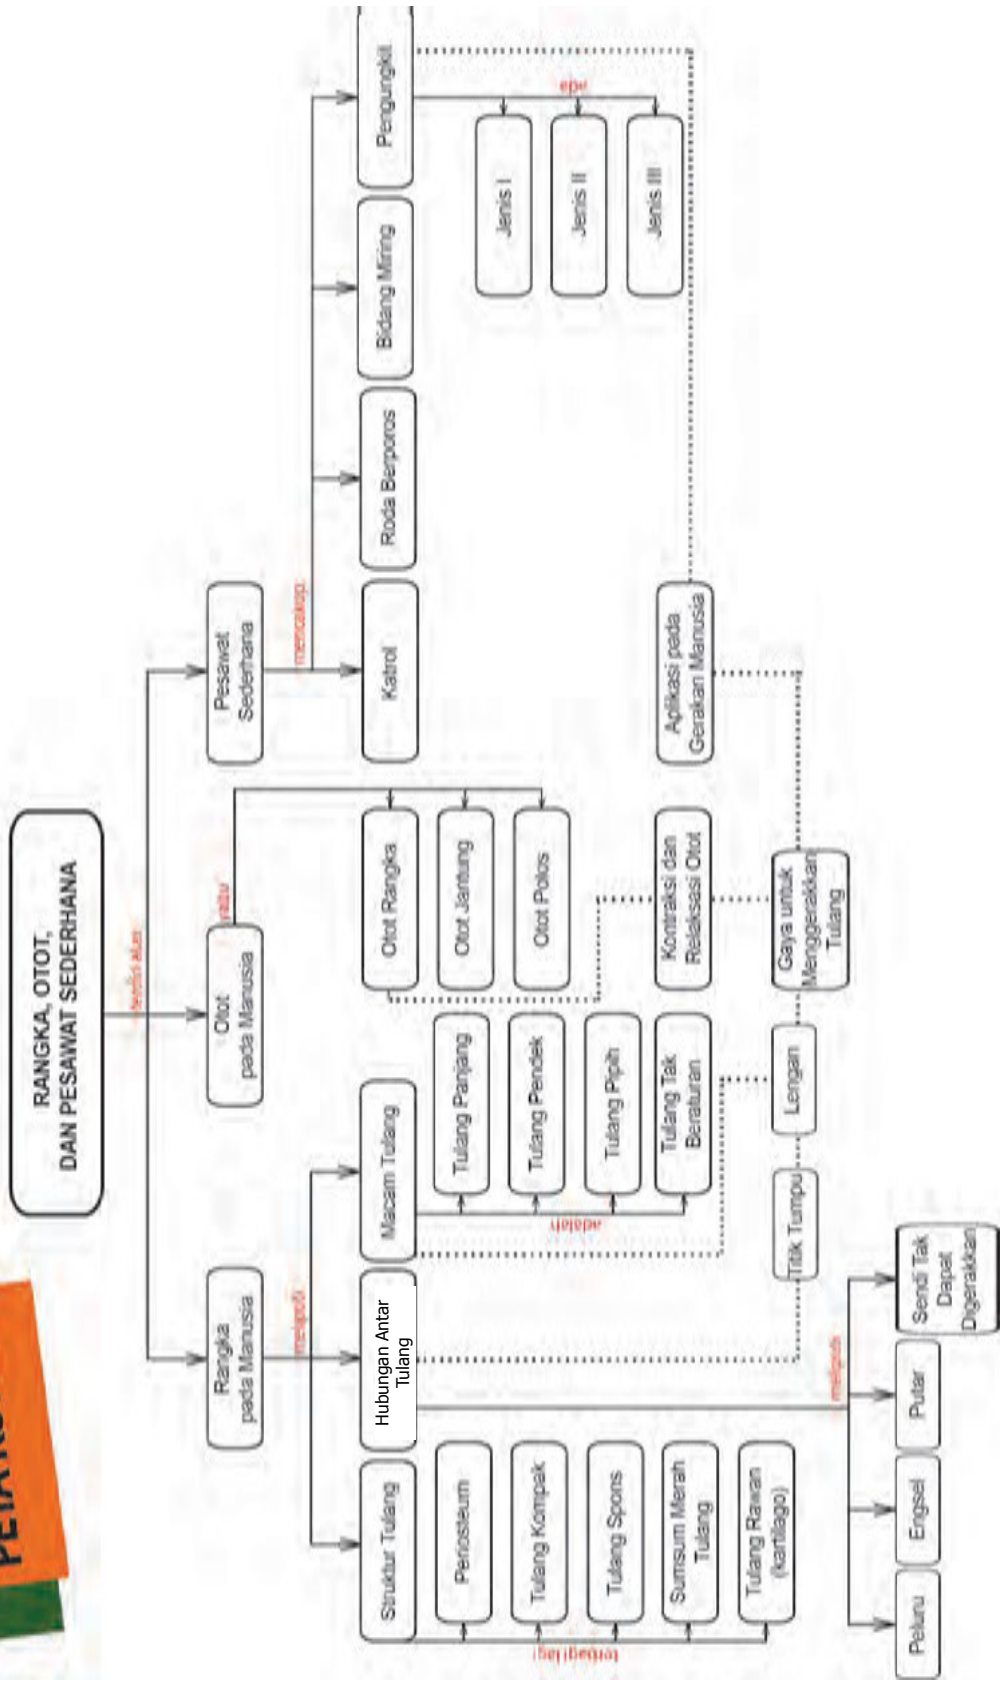 RANGKA, OTOT,
DAN PESAWAT SEDERHANA
terdiri atas
Rangka
pada Manusia
Otot
pada Manusia
Pesawat
Sederhana
meliputi
yaitu
mencakup
Struktur Tulang
Hubungan Antar
Tulang
Macam Tulang
Katrol
Roda Berporos
Bidang Miring
Pengungkit
terbagi lagi
Periosteum
Tulang Kompak
Tulang Spons
Sumsum Merah
Tulang
Tulang Rawan
(kartilago)
adalah
Tulang Panjang
Tulang Pendek
Tulang Pipih
Tulang Tak
Beraturan
Otot Rangka
Otot Jantung
Otot Polos
ada
Jenis I
Jenis II
Jenis III
Kontraksi dan
Relaksasi Otot
Aplikasi pada
Gerakan Manusia
Titik Tumpu
Lengan
Gaya untuk
Menggerakkan
Tulang
meliputi
Peluru
Engsel
Putar
Sendi Tak
Dapat
Digerakkan